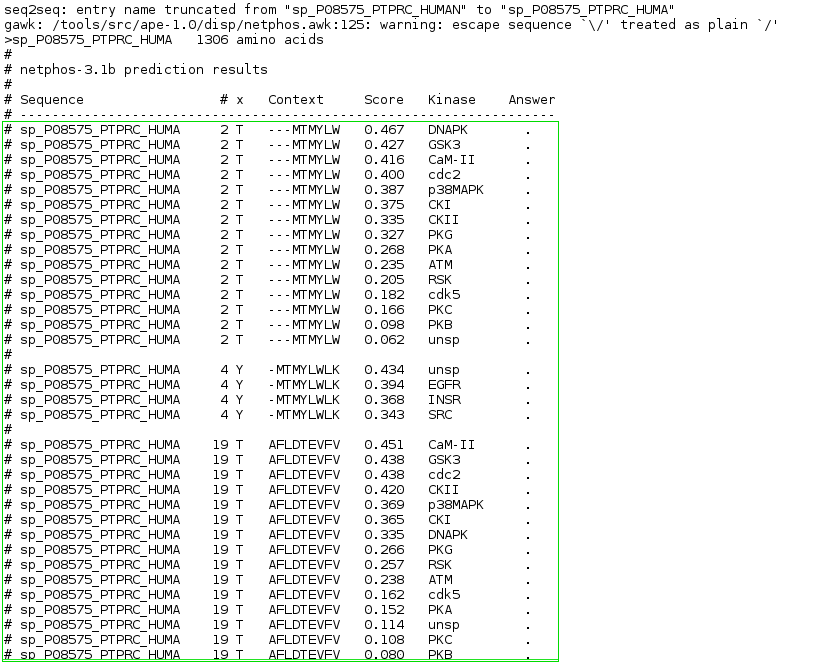 seq2seq: entry name truncated from "sp_P08575_PTPRC_HUMAN" to "sp_P08575_PTPRC_HUMA"
gawk: /tools/src/ape-1.0/disp/netphos.awk:125: warning: escape sequence `\/' treated as plain `/'
>sp_P08575_PTPRC_HUMA   1306 amino acids
#
# netphos-3.1b prediction results
#
# Sequence                 # x   Context     Score   Kinase    Answer
# -------------------------------------------------------------------
# sp_P08575_PTPRC_HUMA     2 T   ---MTMYLW   0.467   DNAPK       .
# sp_P08575_PTPRC_HUMA     2 T   ---MTMYLW   0.427   GSK3        .
# sp_P08575_PTPRC_HUMA     2 T   ---MTMYLW   0.416   CaM-II      .
# sp_P08575_PTPRC_HUMA     2 T   ---MTMYLW   0.400   cdc2        .
# sp_P08575_PTPRC_HUMA     2 T   ---MTMYLW   0.387   p38MAPK     .
# sp_P08575_PTPRC_HUMA     2 T   ---MTMYLW   0.375   CKI         .
# sp_P08575_PTPRC_HUMA     2 T   ---MTMYLW   0.335   CKII        .
# sp_P08575_PTPRC_HUMA     2 T   ---MTMYLW   0.327   PKG         .
# sp_P08575_PTPRC_HUMA     2 T   ---MTMYLW   0.268   PKA         .
# sp_P08575_PTPRC_HUMA     2 T   ---MTMYLW   0.235   ATM         .
# sp_P08575_PTPRC_HUMA     2 T   ---MTMYLW   0.205   RSK         .
# sp_P08575_PTPRC_HUMA     2 T   ---MTMYLW   0.182   cdk5        .
# sp_P08575_PTPRC_HUMA     2 T   ---MTMYLW   0.166   PKC         .
# sp_P08575_PTPRC_HUMA     2 T   ---MTMYLW   0.098   PKB         .
# sp_P08575_PTPRC_HUMA     2 T   ---MTMYLW   0.062   unsp        .
#
# sp_P08575_PTPRC_HUMA     4 Y   -MTMYLWLK   0.434   unsp        .
# sp_P08575_PTPRC_HUMA     4 Y   -MTMYLWLK   0.394   EGFR        .
# sp_P08575_PTPRC_HUMA     4 Y   -MTMYLWLK   0.368   INSR        .
# sp_P08575_PTPRC_HUMA     4 Y   -MTMYLWLK   0.343   SRC         .
#
# sp_P08575_PTPRC_HUMA    19 T   AFLDTEVFV   0.451   CaM-II      .
# sp_P08575_PTPRC_HUMA    19 T   AFLDTEVFV   0.438   GSK3        .
# sp_P08575_PTPRC_HUMA    19 T   AFLDTEVFV   0.438   cdc2        .
# sp_P08575_PTPRC_HUMA    19 T   AFLDTEVFV   0.420   CKII        .
# sp_P08575_PTPRC_HUMA    19 T   AFLDTEVFV   0.369   p38MAPK     .
# sp_P08575_PTPRC_HUMA    19 T   AFLDTEVFV   0.365   CKI         .
# sp_P08575_PTPRC_HUMA    19 T   AFLDTEVFV   0.335   DNAPK       .
# sp_P08575_PTPRC_HUMA    19 T   AFLDTEVFV   0.266   PKG         .
# sp_P08575_PTPRC_HUMA    19 T   AFLDTEVFV   0.257   RSK         .
# sp_P08575_PTPRC_HUMA    19 T   AFLDTEVFV   0.238   ATM         .
# sp_P08575_PTPRC_HUMA    19 T   AFLDTEVFV   0.162   cdk5        .
# sp_P08575_PTPRC_HUMA    19 T   AFLDTEVFV   0.152   PKA         .
# sp_P08575_PTPRC_HUMA    19 T   AFLDTEVFV   0.114   unsp        .
# sp_P08575_PTPRC_HUMA    19 T   AFLDTEVFV   0.108   PKC         .
# sp_P08575_PTPRC_HUMA    19 T   AFLDTEVFV   0.080   PKB         .